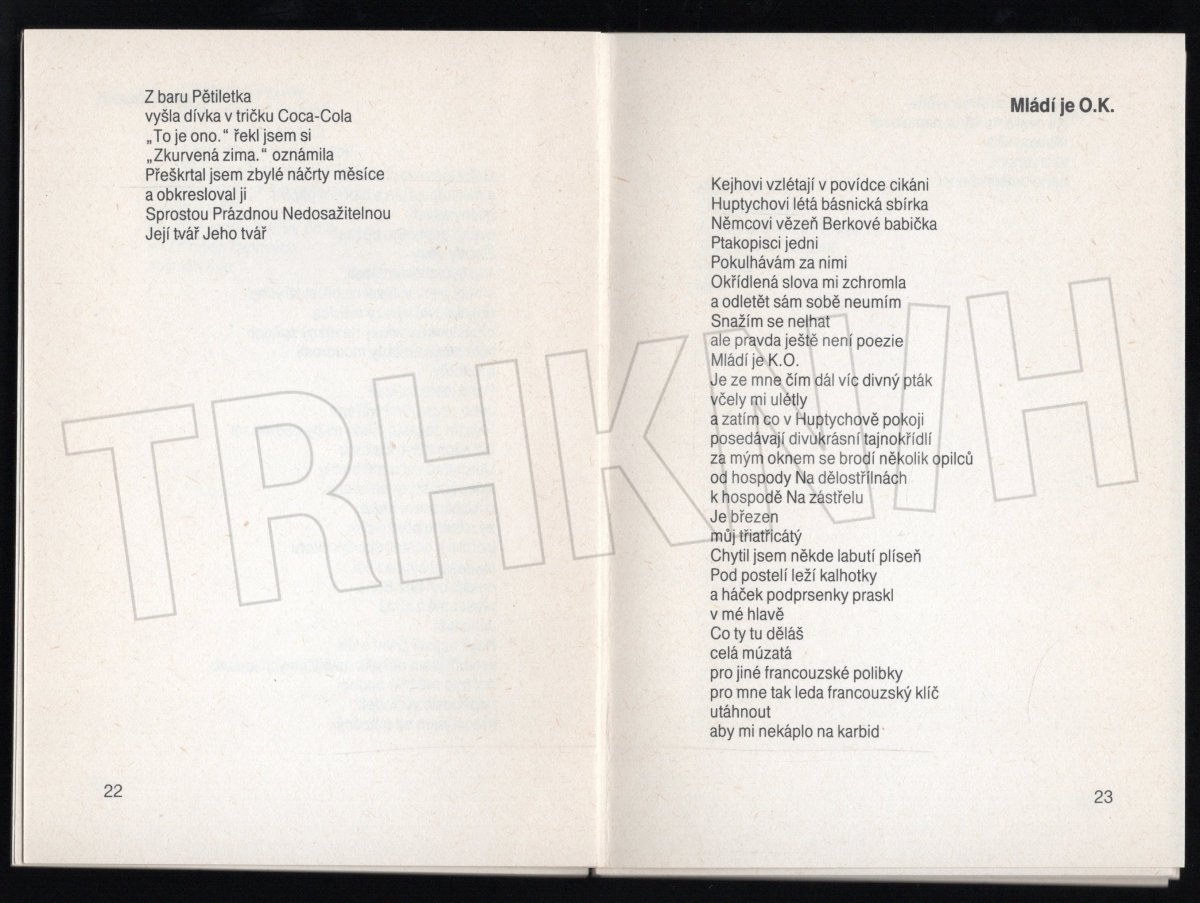 Z baru Pětiletka
vyšla dívka v tričku Coca-Cola
„To je ono.“ řekl jsem si
„Zkurvená zima.“ oznámila
Přeškrtal jsem zbylé náčrty měsíce
a obkresloval ji
Sprostou Prázdnou Nedosažitelnou
Její tvář Jeho tvář
22
Mládí je O.K.
Kejhovi vzlétají v povídce cikáni
Huptychovi létá básnická sbírka
Němcovi vězeň Berkové babička
Ptakopisci jedni
Pokulhávám za nimi
Okřídlená slova mi zchromla
a odletět sám sobě neumím
Snažím se nelhat
ale pravda ještě není poezie
Mládí je K.O.
Je ze mne čím dál víc divný pták
včely mi ulétly
a zatím co v Huptychově pokoji
posedávají divukrásní tajnokřídlí
za mým oknem se brodí několik opilců
od hospody Na dělostřílnách
k hospodě Na zástřelu
Je březen
můj třiatřicátý
Chytil jsem někde labutí plíseň
Pod postelí leží kalhotky
a háček podprsenky praskl
v mé hlavě
Co ty tu děláš
celá múzatá
pro jiné francouzské polibky
pro mne tak leda francouzský klíč
utáhnout
aby mi nekáplo na karbid
23
TRHKNIH